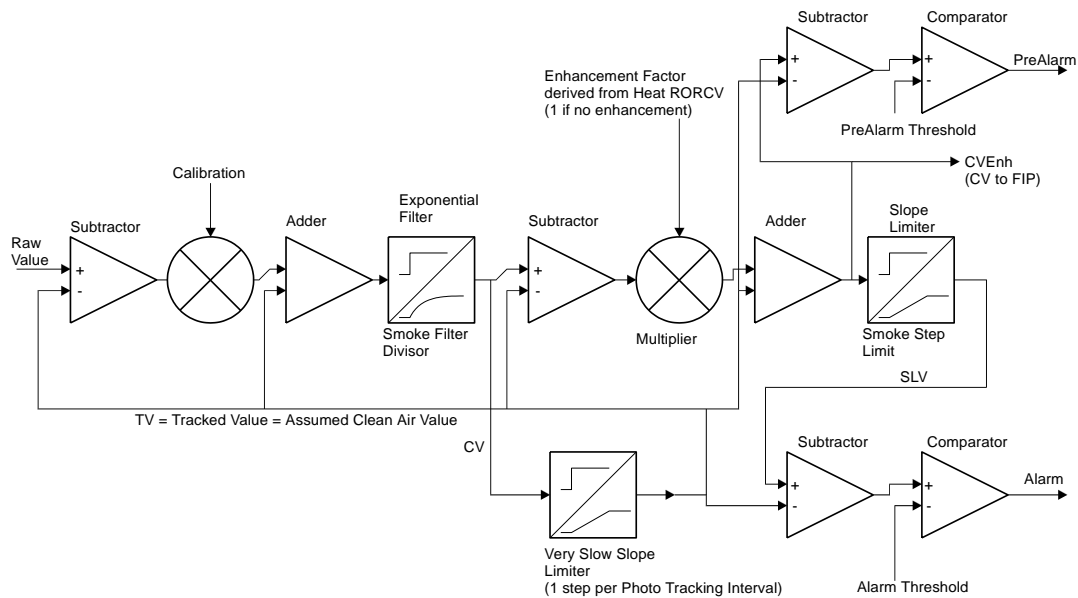 Subtractor
Comparator
+
-
+
-
PreAlarm
PreAlarm Threshold
Enhancement Factor
derived from Heat RORCV
(1 if no enhancement)
CVEnh
(CV to FIP)
Calibration
Raw
Value
Subtractor
+
-
Adder
Exponential
Filter
Smoke Filter
Divisor
Subtractor
+
-
Multiplier
Adder
Slope
Limiter
Smoke Step
Limit
SLV
TV = Tracked Value = Assumed Clean Air Value
CV
Very Slow Slope
Limiter
(1 step per Photo Tracking Interval)
Subtractor
Comparator
+
-
+
-
Alarm
Alarm Threshold